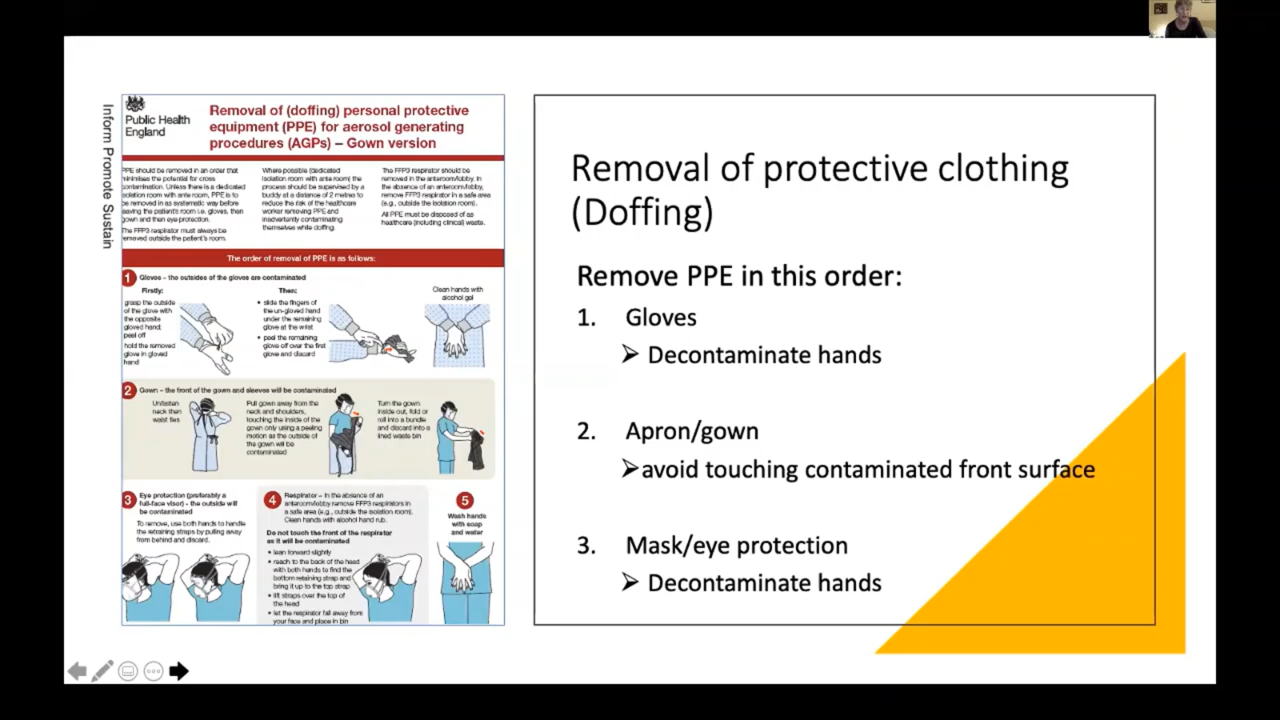 Inform Promote Sustain
Public Health
England
Removal of (doffing) personal protective
equipment (PPE) for aerosol generating
procedures (AGPs) – Gown version
PPE should be removed in an order that
minimises the potential for cross
contamination. Unless there is a dedicated
isolation room with ante room, PPE is to
be removed in as systematic way before
leaving the patient's room i.e. gloves, then
gown and then eye protection.
The FFP3 respirator must always be
removed outside the patient's room.
Where possible (dedicated
isolation room with ante room) the
process should be supervised by a
buddy at a distance of 2 metres to
reduce the risk of the healthcare
worker removing PPE and
inadvertently contaminating
themselves while doffing.
The FFP3 respirator should be
removed in the anteroom/lobby. In
the absence of an anteroom/lobby,
remove FFP3 respirator in a safe area
(e.g., outside the isolation room).
All PPE must be disposed of as
healthcare (including clinical) waste.
The order of removal of PPE is as follows:
1 Gloves – the outsides of the gloves are contaminated
Firstly:
grasp the outside
of the glove with
the opposite
gloved hand;
peel off
hold the removed
glove in gloved
hand
Then:
• slide the fingers of
the un-gloved hand
under the remaining
glove at the wrist
• peel the remaining
glove off over the first
glove and discard
Clean hands with
alcohol gel
2 Gown – the front of the gown and sleeves will be contaminated
Unfasten
neck then
waist ties
Pull gown away from the
neck and shoulders,
touching the inside of the
gown only using a peeling
motion as the outside of
the gown will be
contaminated
Turn the gown
inside out, fold or
roll into a bundle
and discard into a
lined waste bin
3 Eye protection (preferably a
full-face visor) - the outside will
be contaminated
To remove, use both hands to handle
the retaining straps by pulling away
from behind and discard.
4 Respirator – In the absence of an
anteroom/lobby remove FFP3 respirators in
a safe area (e.g., outside the isolation room).
Clean hands with alcohol hand rub.
Do not touch the front of the respirator
as it will be contaminated
• lean forward slightly
• reach to the back of the head
with both hands to find the
bottom retaining strap and
bring it up to the top strap
• lift straps over the top of
the head
• let the respirator fall away from
your face and place in bin
5
Wash hands
with soap
and water
Removal of protective clothing
(Doffing)
Remove PPE in this order:
1. Gloves
➢ Decontaminate hands
2. Apron/gown
➢avoid touching contaminated front surface
3. Mask/eye protection
➢ Decontaminate hands